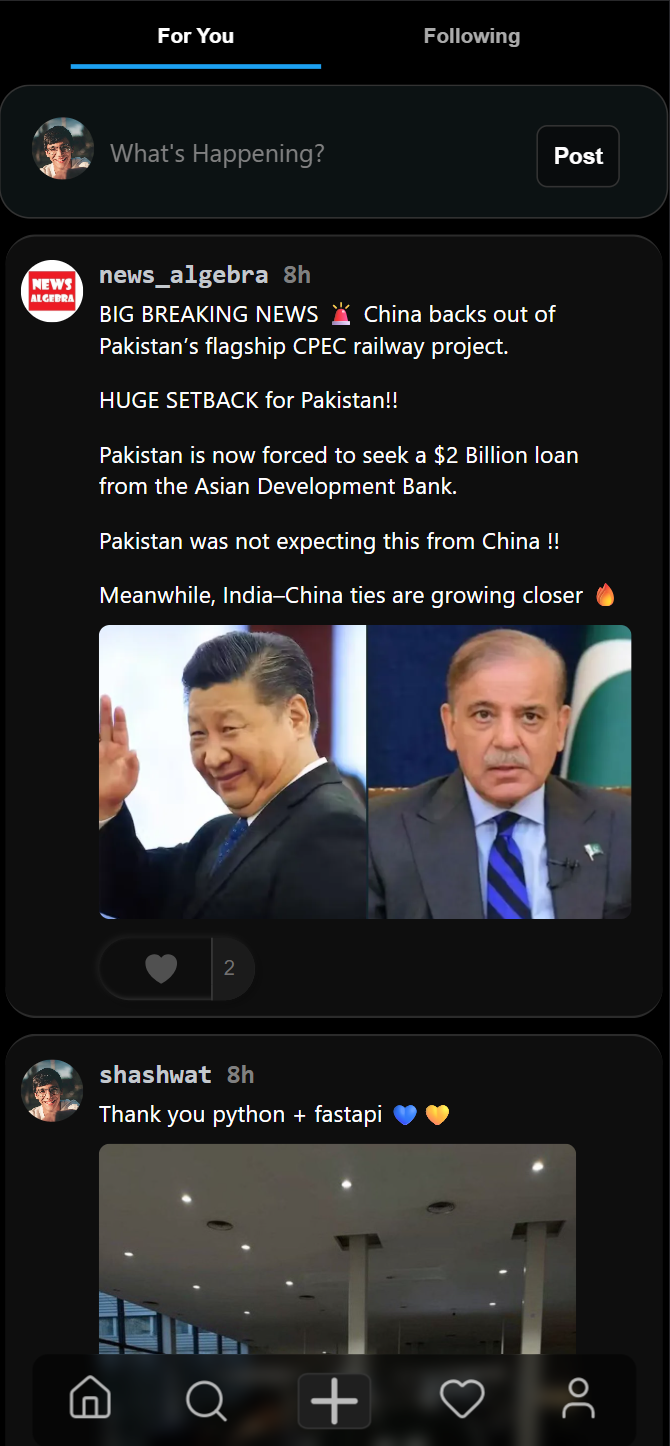 For You Following
What's Happening?
Post
NEWS
ALGEBRA
news_algebra 8h
BIG BREAKING NEWS 🚨 China backs out of
Pakistan’s flagship CPEC railway project.
HUGE SETBACK for Pakistan!!
Pakistan is now forced to seek a $2 Billion loan
from the Asian Development Bank.
Pakistan was not expecting this from China !!
Meanwhile, India–China ties are growing closer 🔥
2
shashwat 8h
Thank you python + fastapi 💙 💛